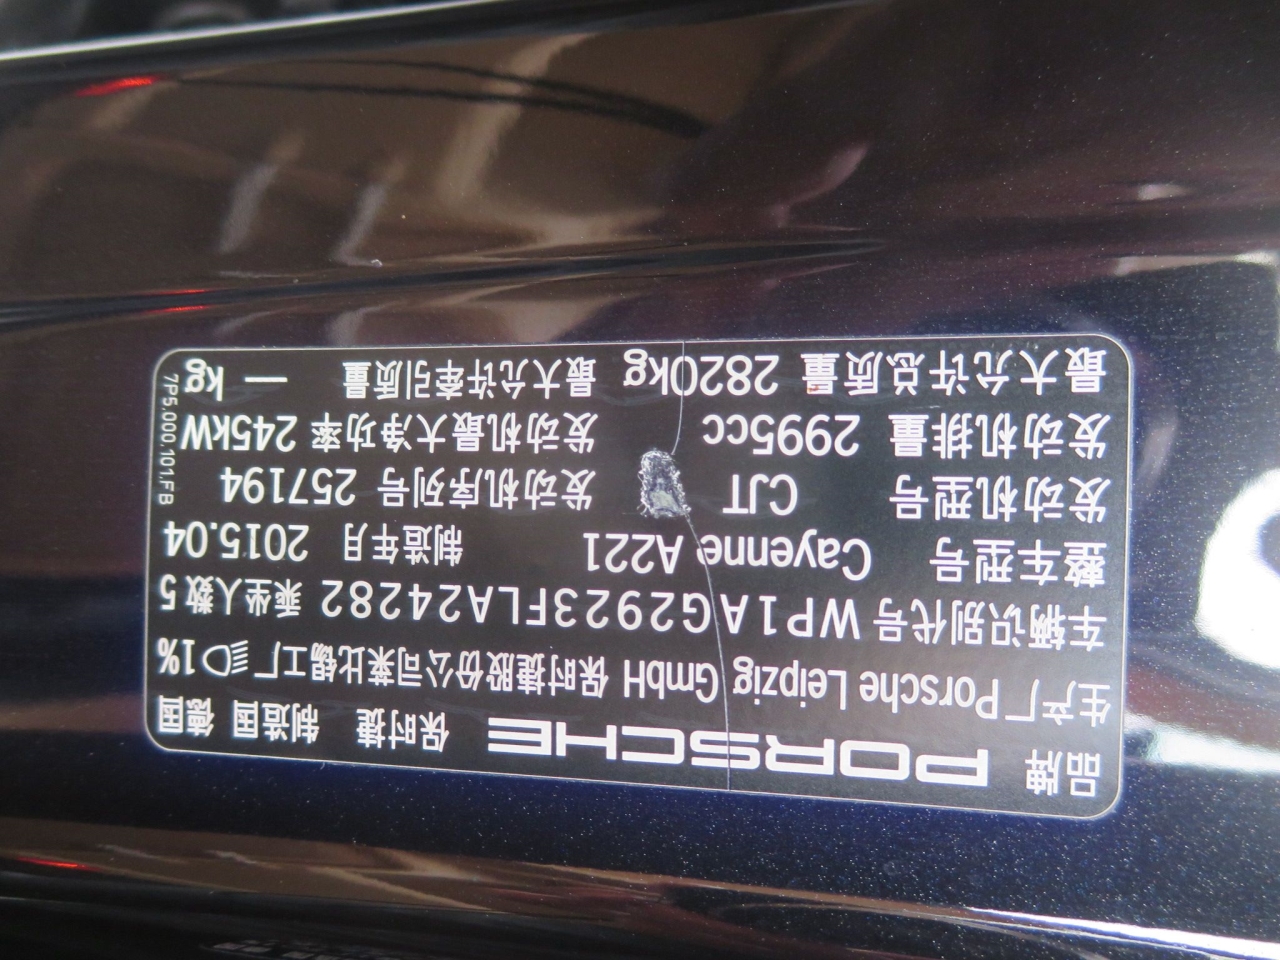 品牌 PORSCHE 保时捷 制造国 德国
生产厂 Porsche Leipzig GmbH 保时捷股份公司莱比锡工厂 1%
车辆识别代号 WP1AG2923FLA24282 乘坐人数 5
整车型号 Cayenne A221 制造年月 2015.04
发动机型号 CJT 发动机序列号 257194
发动机排量 2995cc 发动机最大净功率 245kW
最大允许总质量 2820kg 最大允许牵引质量 — kg
7P5.000.101.FB